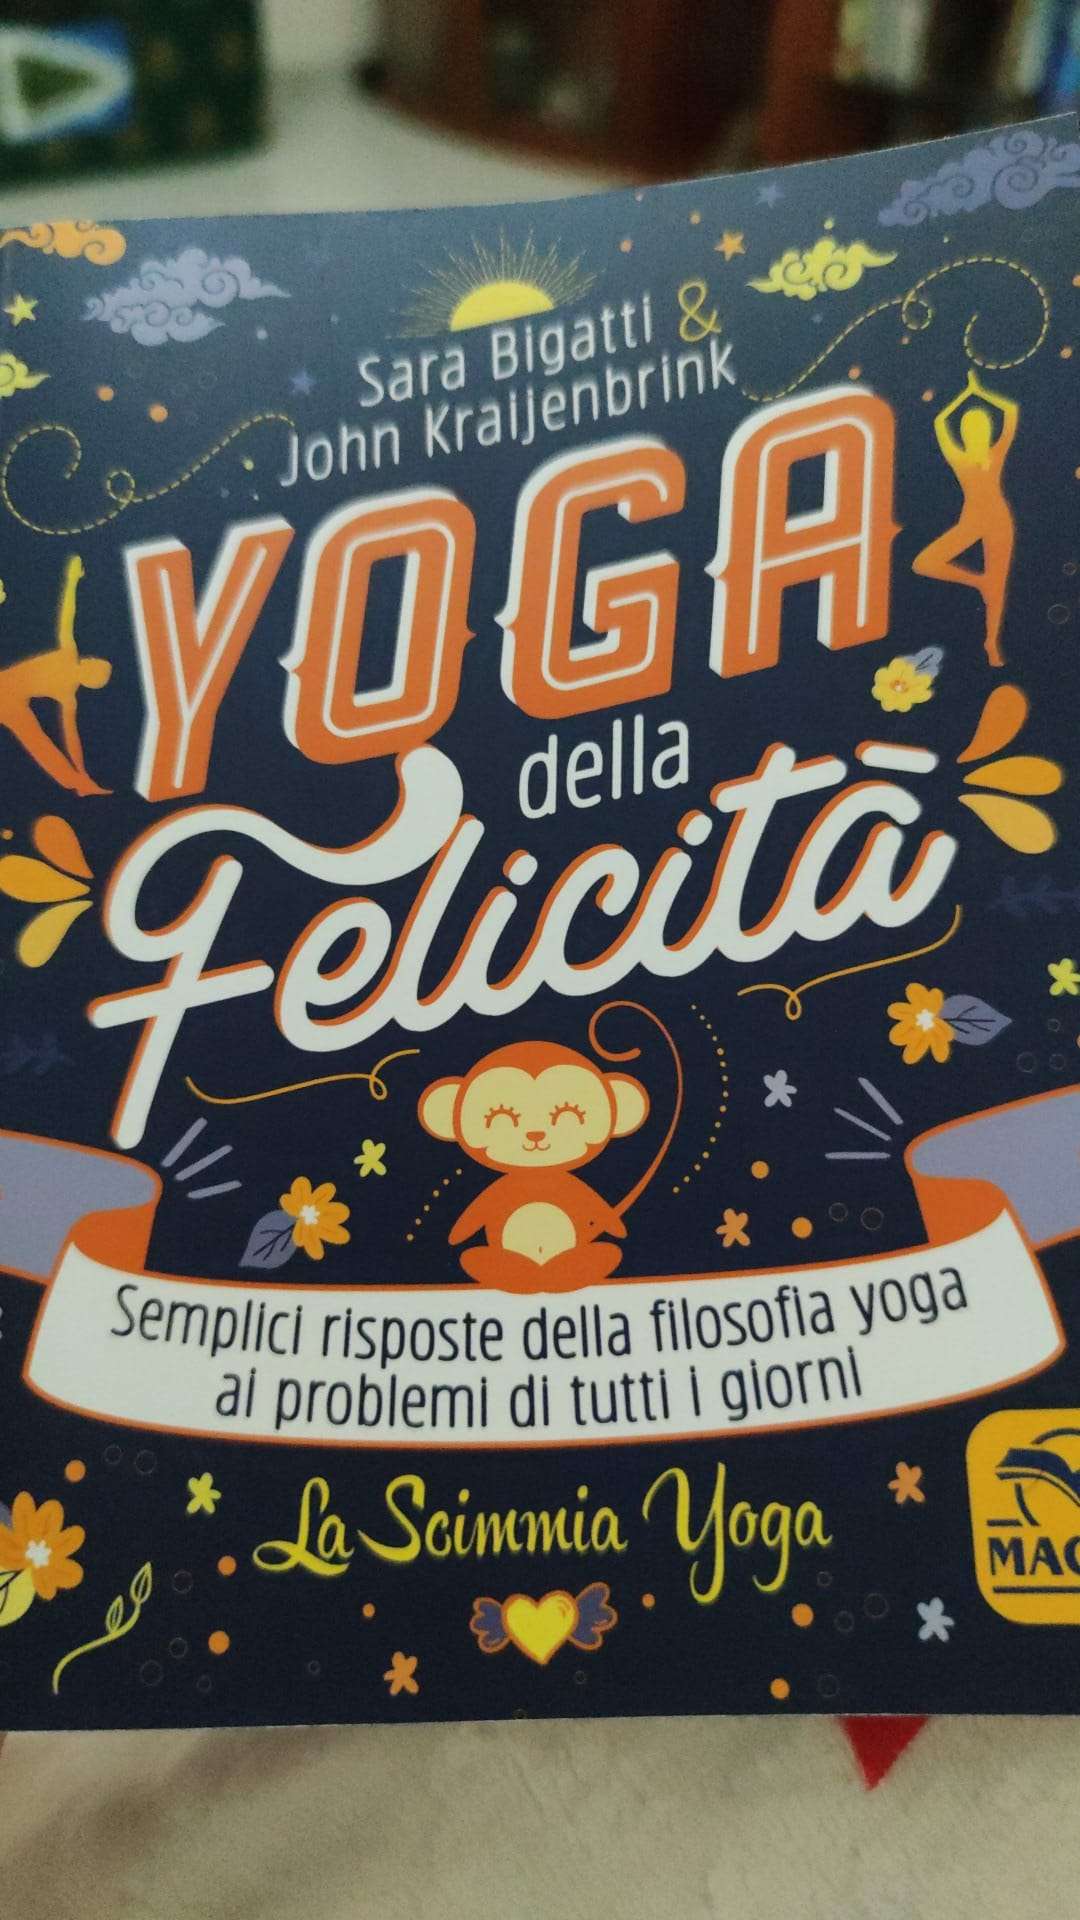 Sara Bigatti &
John Kraijenbrink
YOGA
della
Felicità
Semplici risposte della filosofia yoga
ai problemi di tutti i giorni
La Scimmia Yoga